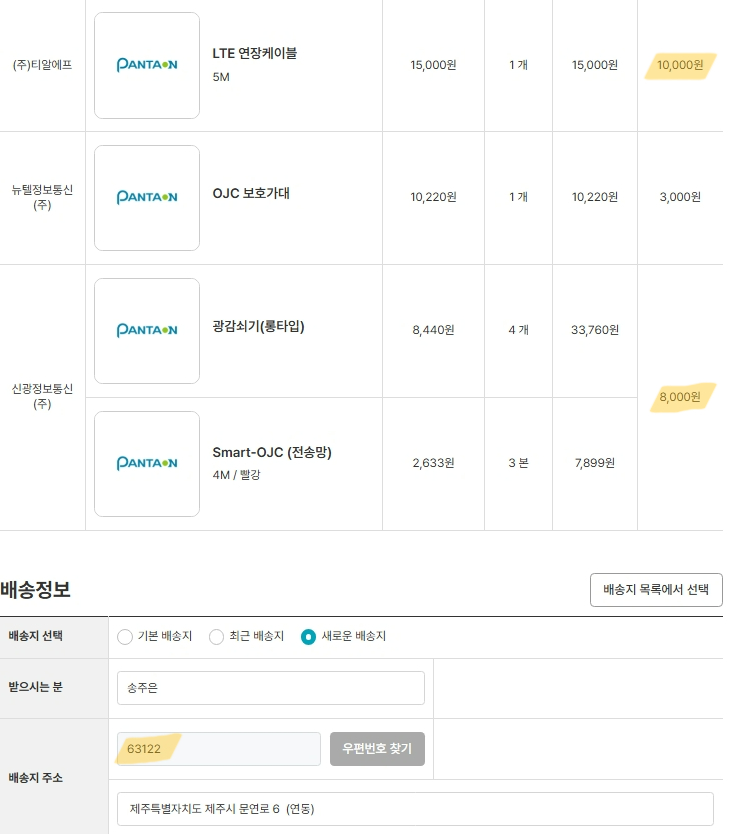 (주)티알에프
PANTAON
LTE 연장케이블
5M
15,000원
1 개
15,000원
10,000원
뉴텔정보통신
(주)
PANTAON
OJC 보호가대
10,220원
1 개
10,220원
3,000원
신광정보통신
(주)
PANTAON
광감쇠기(롱타입)
8,440원
4 개
33,760원
8,000원
PANTAON
Smart-OJC (전송망)
4M / 빨강
2,633원
3 본
7,899원
배송정보
배송지 목록에서 선택
배송지 선택
기본 배송지
최근 배송지
새로운 배송지
받으시는 분
송주은
배송지 주소
63122
우편번호 찾기
제주특별자치도 제주시 문연로 6 (연동)